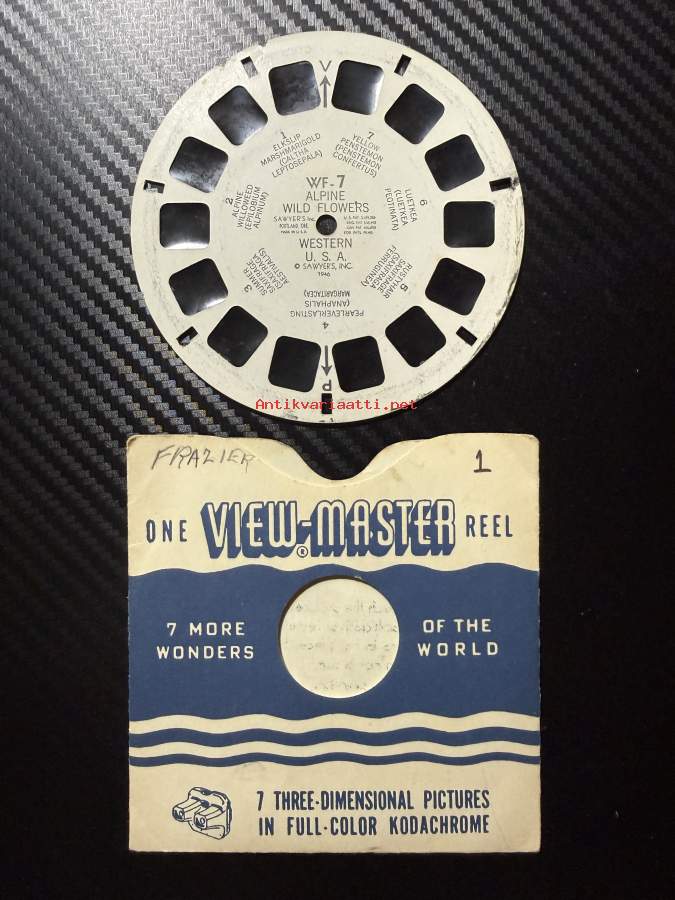 V
1
ELKSLIP
MARSHMARIGOLD
(CALTHA
LEPTOSEPALA)
7
YELLOW
PENSTEMON
(PENSTEMON
CONFERTUS)
2
ALPINE
WILLOWEED
(EPILOBIUM
ALPINUM)
6
LUETKEA
(LUETKEA
PEOTINATA)
WF-7
ALPINE
WILD FLOWERS
SAWYER'S Inc.
PORTLAND, ORE.
MADE IN U.S.A.
WESTERN
U. S. A.
© SAWYER'S, INC.
1946
3
SUMMER
SAXIFRAGE
(SAXIFRAGA
AESTIVALIS)
5
RUSTYHAIR
SAXIFRAGE
(SAXIFRAGA
FERRUGINEA)
4
PEARLEVERLASTING
(ANAPHALIS
MARGARITACEA)
P
Antikvariaatti.net
FRAZIER
1
ONE VIEW-MASTER® REEL
7 MORE WONDERS
OF THE WORLD
7 THREE-DIMENSIONAL PICTURES
IN FULL-COLOR KODACHROME